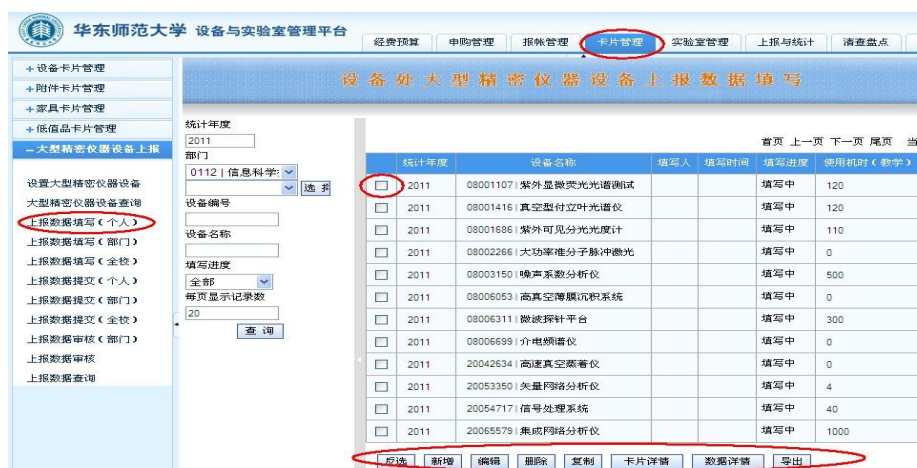 华东师范大学 设备与实验室管理平台
经费预算 申购管理 报帐管理 卡片管理 实验室管理 上报与统计 清查盘点
+设备卡片管理
+附件卡片管理
+家具卡片管理
+低值品卡片管理
-大型精密仪器设备上报
设置大型精密仪器设备
大型精密仪器设备查询
上报数据填写(个人)
上报数据填写(部门)
上报数据填写(全校)
上报数据提交(个人)
上报数据提交(部门)
上报数据提交(全校)
上报数据审核(部门)
上报数据审核
上报数据查询
设备处大型精密仪器设备上报数据填写
统计年度
2011
部门
0112 | 信息科学
选择
设备编号
设备名称
填写进度
全部
每页显示记录数
20
查询
首页 上一页 下一页 尾页 当
统计年度 设备名称 填写人 填写时间 填写进度 使用机时(教学)
2011 08001107 | 紫外显微荧光光谱测试 填写中 120
2011 08001416 | 真空型付立叶光谱仪 填写中 120
2011 08001686 | 紫外可见分光光度计 填写中 110
2011 08002266 | 大功率准分子脉冲激光 填写中 0
2011 08003150 | 噪声系数分析仪 填写中 500
2011 08006053 | 高真空薄膜沉积系统 填写中 0
2011 08006311 | 微波探针平台 填写中 300
2011 08006699 | 介电频谱仪 填写中 0
2011 20042634 | 高速真空蒸着仪 填写中 0
2011 20053350 | 矢量网络分析仪 填写中 4
2011 20054717 | 信号处理系统 填写中 40
2011 20065579 | 集成网络分析仪 填写中 1000
反选 新增 编辑 删除 复制 卡片详情 数据详情 导出